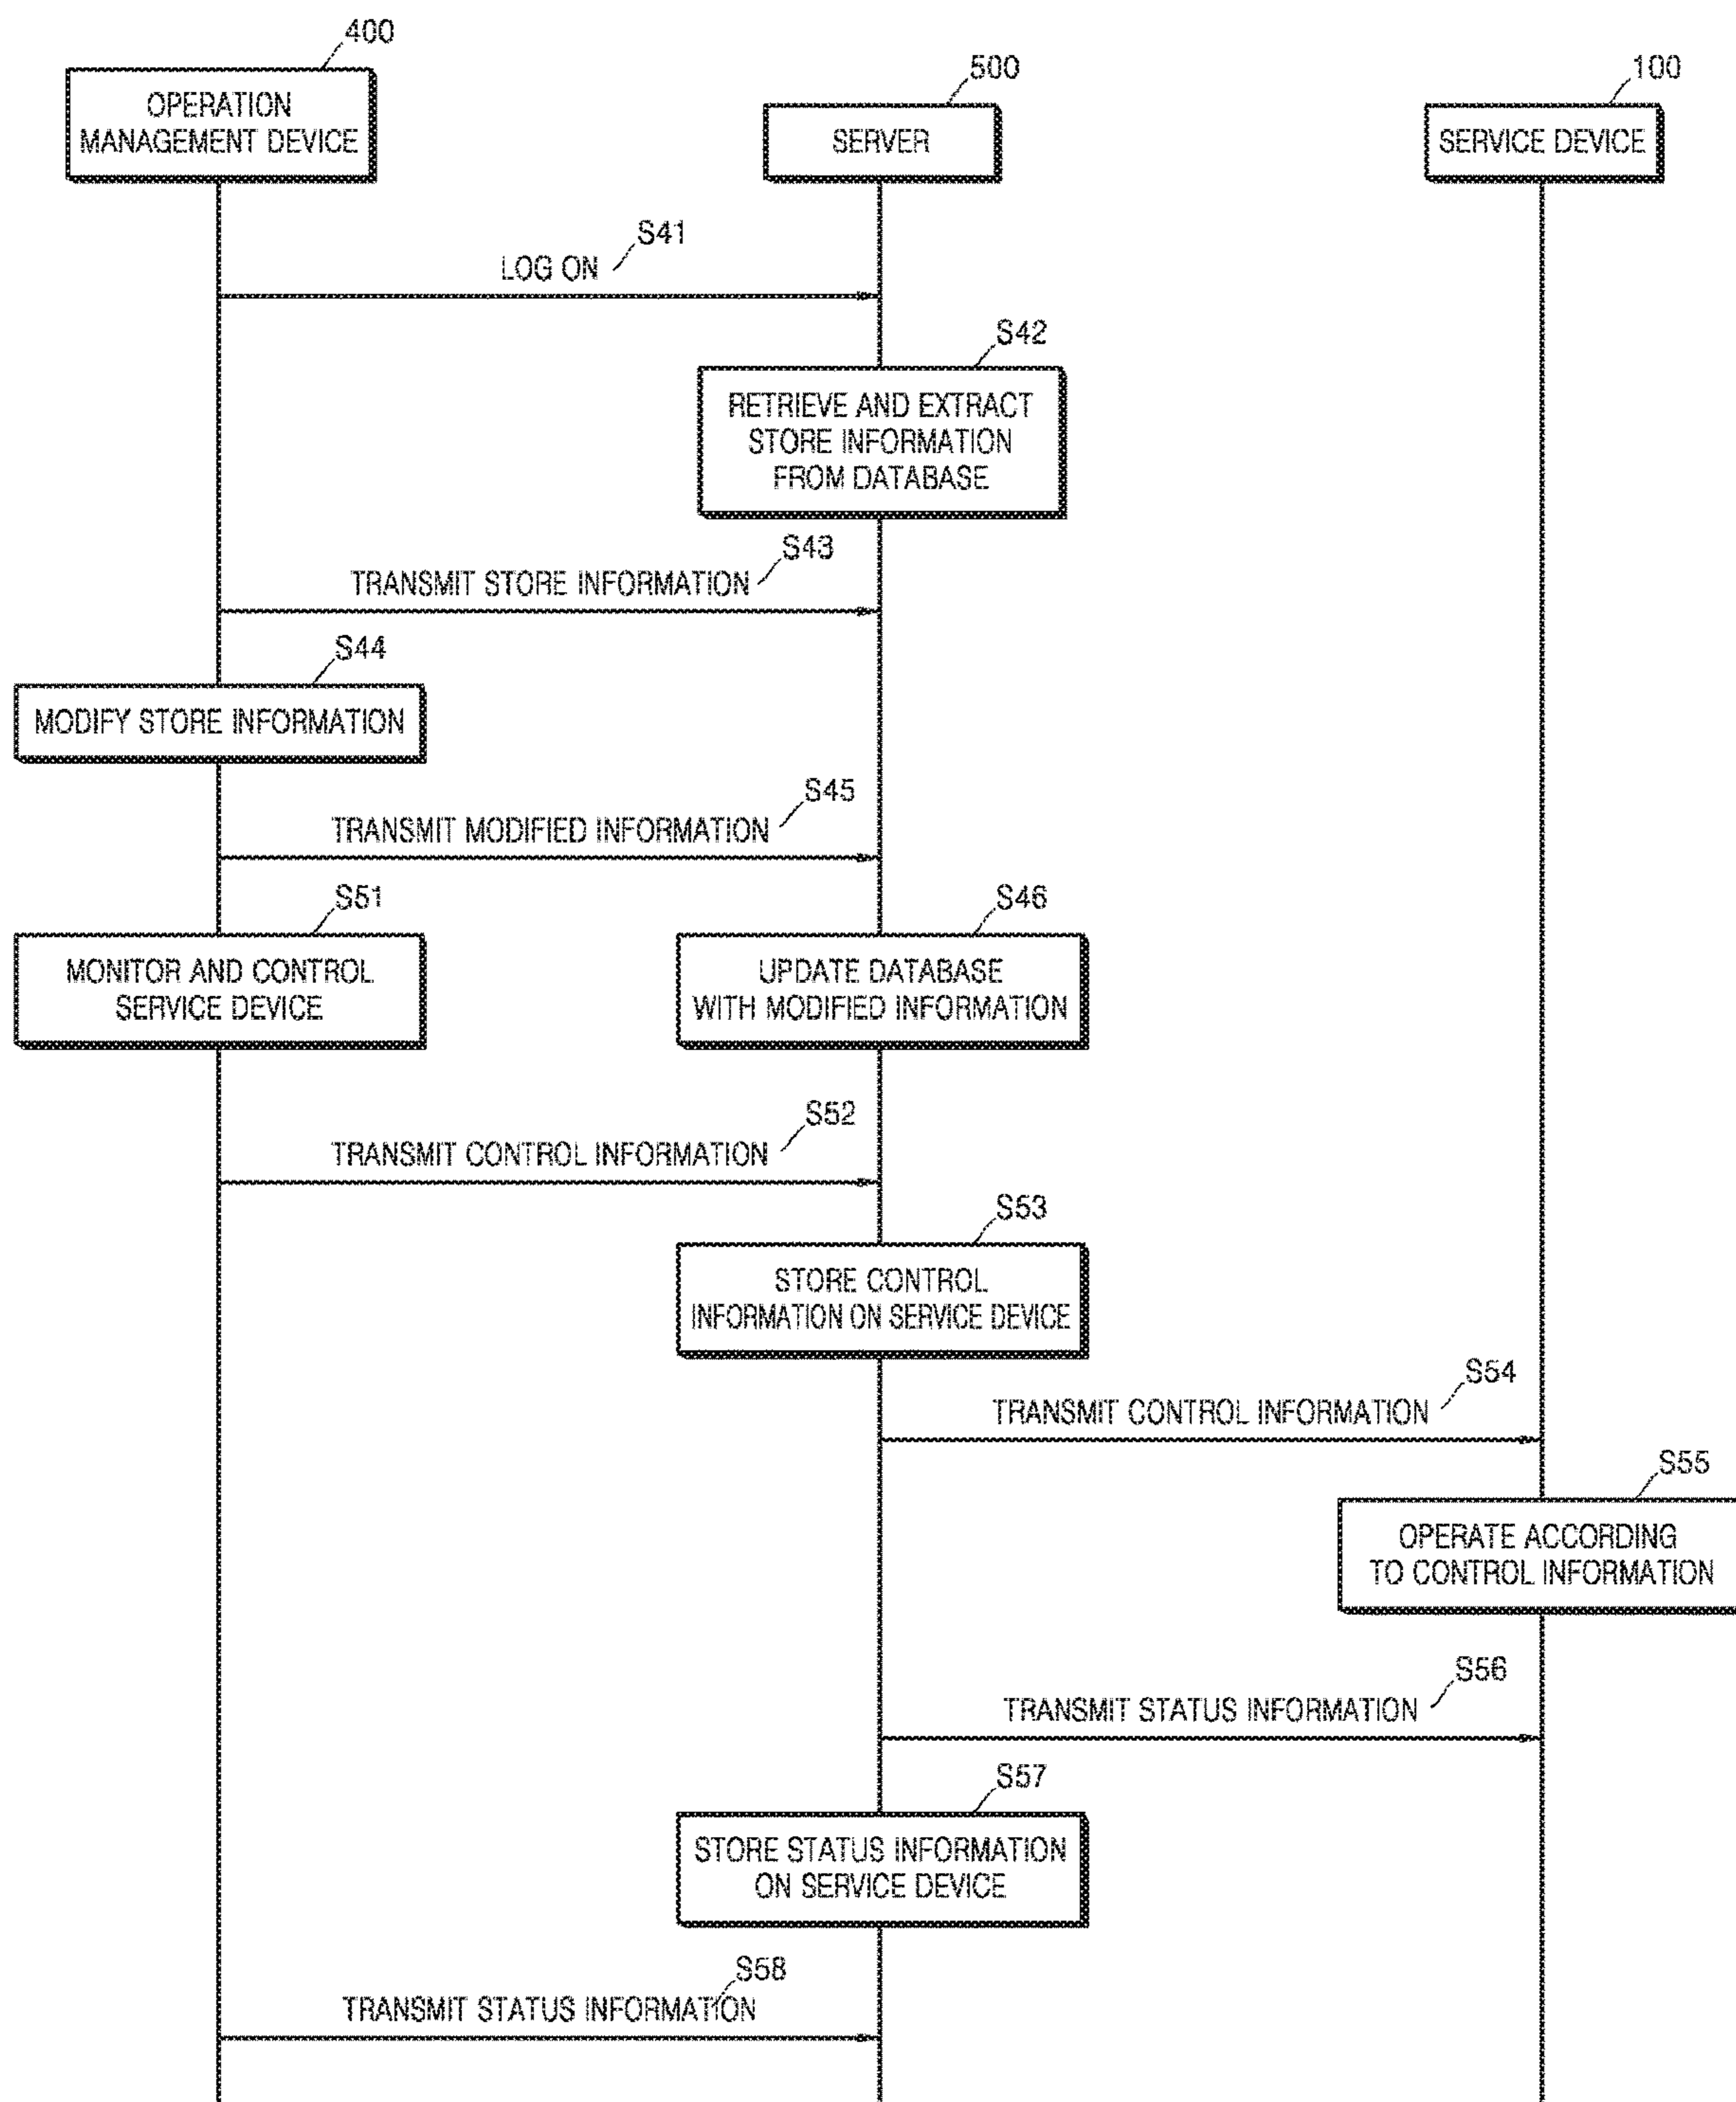 400
500
100
OPERATION
MANAGEMENT DEVICE
SERVER
SERVICE DEVICE
S41
LOG ON
S42
RETRIEVE AND EXTRACT
STORE INFORMATION
FROM DATABASE
S43
TRANSMIT STORE INFORMATION
S44
MODIFY STORE INFORMATION
S45
TRANSMIT MODIFIED INFORMATION
S51
S46
MONITOR AND CONTROL
SERVICE DEVICE
UPDATE DATABASE
WITH MODIFIED INFORMATION
S52
TRANSMIT CONTROL INFORMATION
S53
STORE CONTROL
INFORMATION ON SERVICE DEVICE
S54
TRANSMIT CONTROL INFORMATION
S55
OPERATE ACCORDING
TO CONTROL INFORMATION
S56
TRANSMIT STATUS INFORMATION
S57
STORE STATUS INFORMATION
ON SERVICE DEVICE
S58
TRANSMIT STATUS INFORMATION